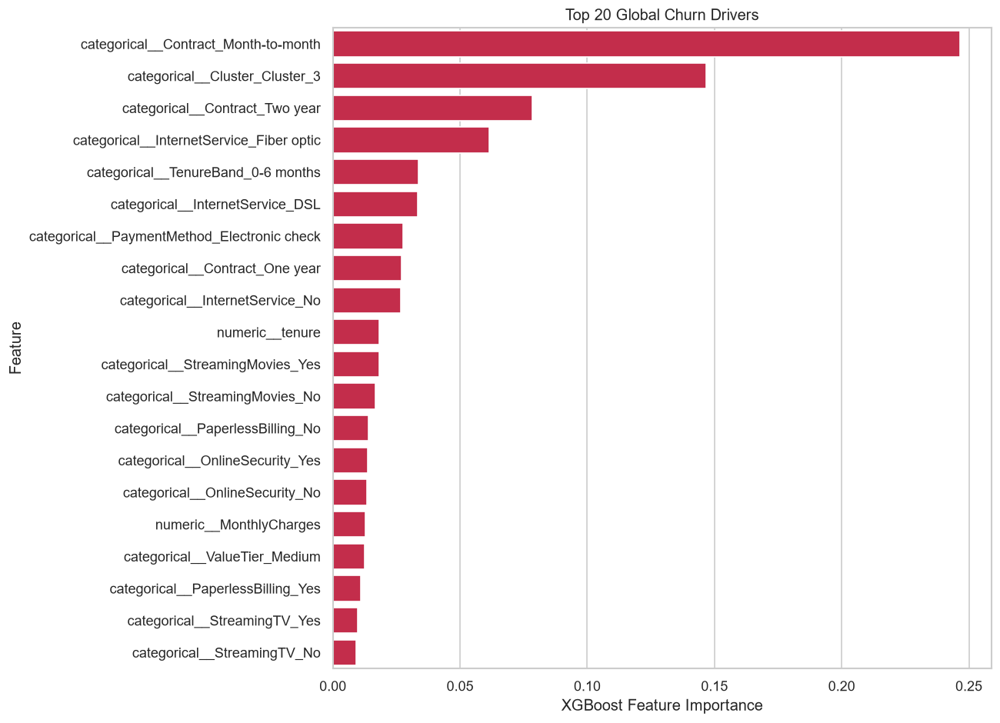 Top 20 Global Churn Drivers
categorical__Contract_Month-to-month
categorical__Cluster_Cluster_3
categorical__Contract_Two year
categorical__InternetService_Fiber optic
categorical__TenureBand_0-6 months
categorical__InternetService_DSL
categorical__PaymentMethod_Electronic check
categorical__Contract_One year
categorical__InternetService_No
numeric__tenure
categorical__StreamingMovies_Yes
categorical__StreamingMovies_No
categorical__PaperlessBilling_No
categorical__OnlineSecurity_Yes
categorical__OnlineSecurity_No
numeric__MonthlyCharges
categorical__ValueTier_Medium
categorical__PaperlessBilling_Yes
categorical__StreamingTV_Yes
categorical__StreamingTV_No
Feature
0.00 0.05 0.10 0.15 0.20 0.25
XGBoost Feature Importance